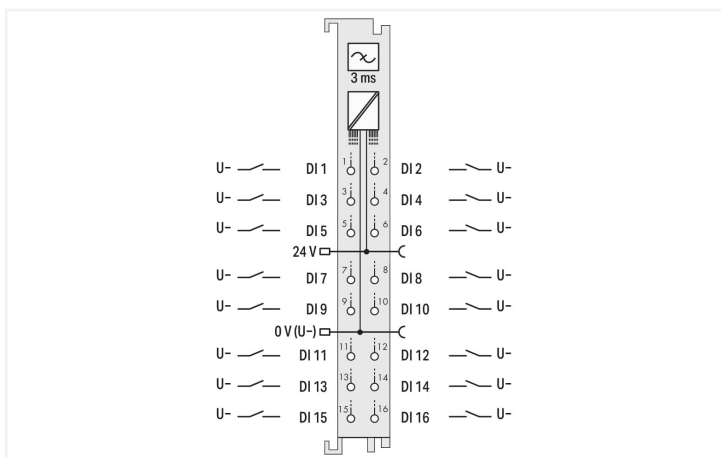 3 ms
U- DI 1 1 2 DI 2 U-
U- DI 3 3 4 DI 4 U-
U- DI 5 5 6 DI 6 U-
24 V
U- DI 7 7 8 DI 8 U-
U- DI 9 9 10 DI 10 U-
0 V (U-)
U- DI 11 11 12 DI 12 U-
U- DI 13 13 14 DI 14 U-
U- DI 15 15 16 DI 16 U-